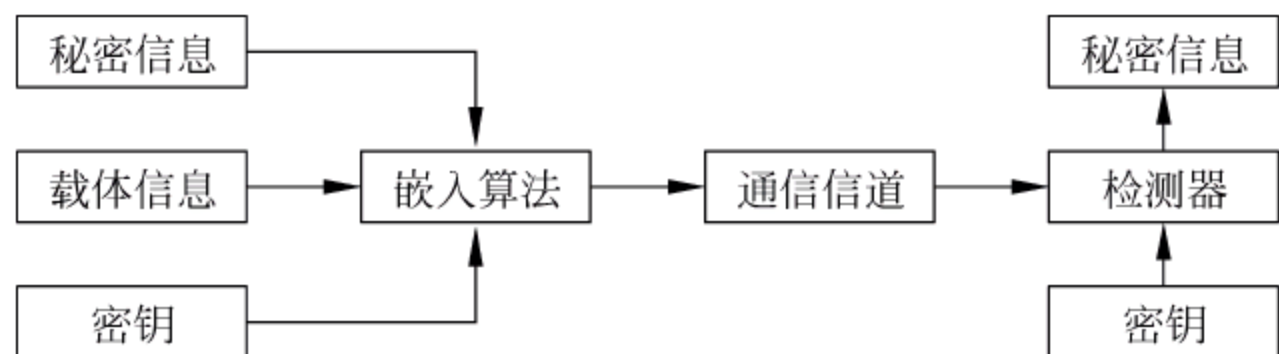 秘密信息
秘密信息
载体信息
嵌入算法
通信信道
检测器
密钥
密钥